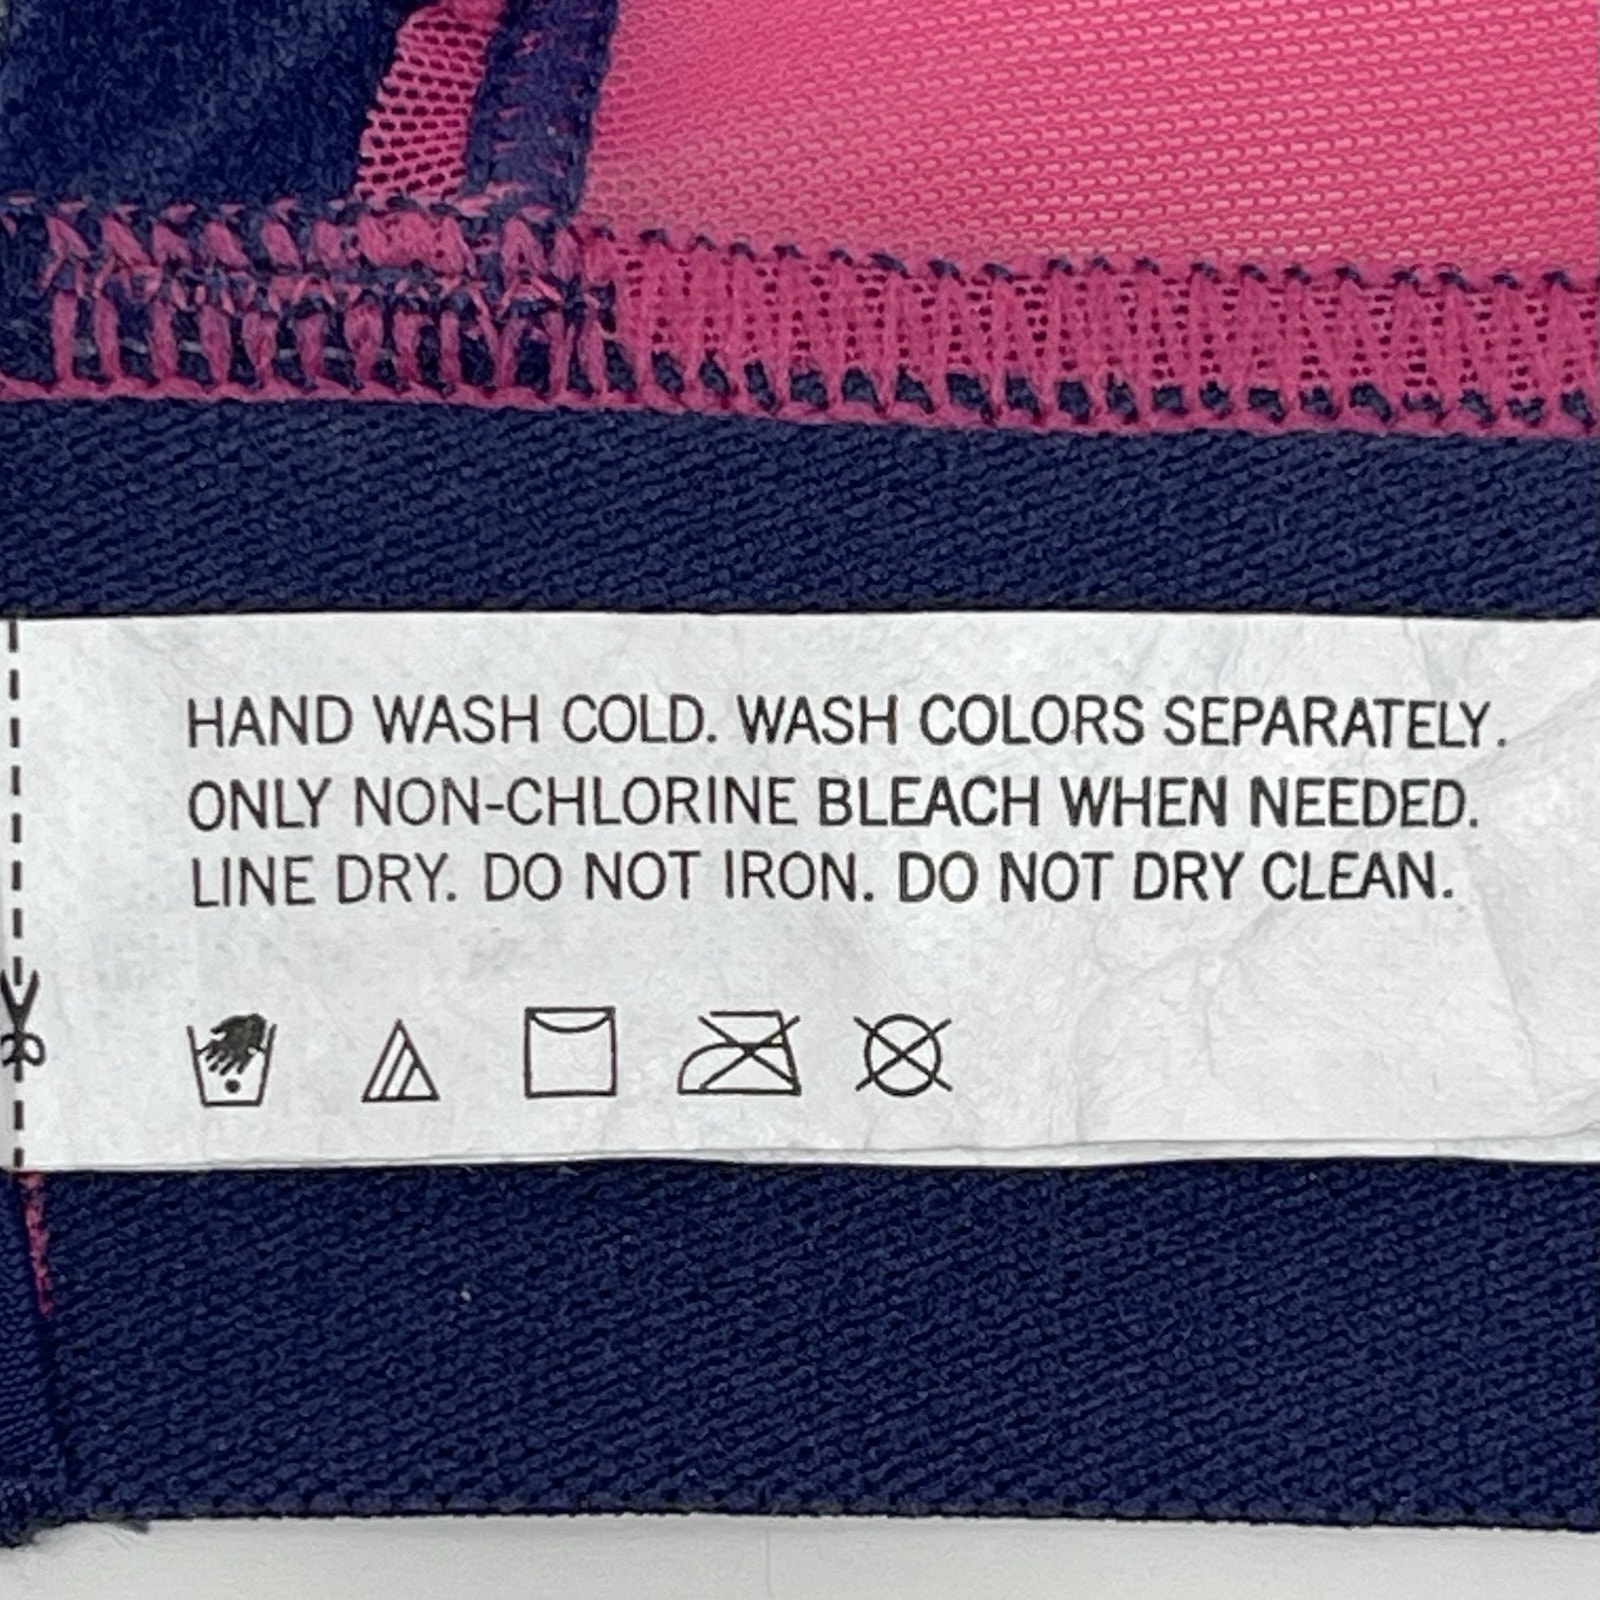 HAND WASH COLD. WASH COLORS SEPARATELY.
ONLY NON-CHLORINE BLEACH WHEN NEEDED.
LINE DRY. DO NOT IRON. DO NOT DRY CLEAN.